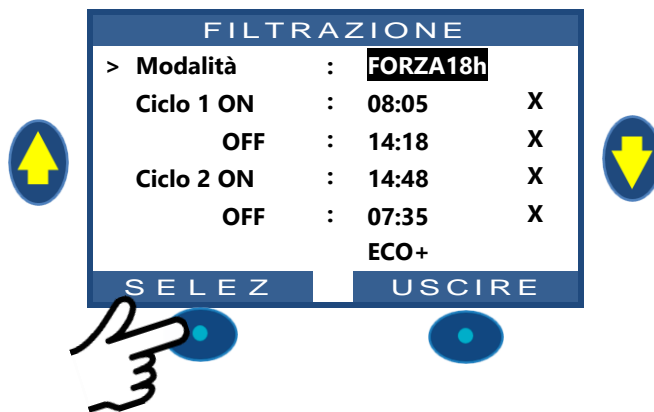 FILTRAZIONE
> Modalità : FORZA18h
Ciclo 1 ON : 08:05 X
OFF : 14:18 X
Ciclo 2 ON : 14:48 X
OFF : 07:35 X
ECO+
SELEZ USCIRE